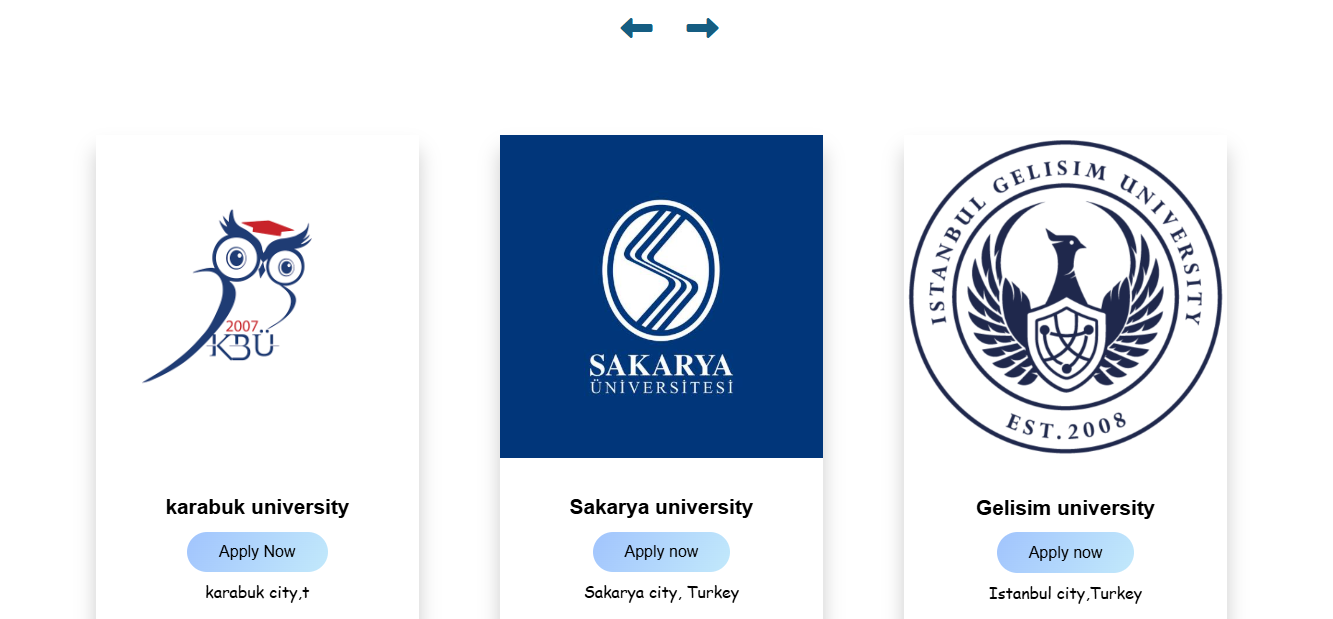 2007
KBÜ
SAKARYA
ÜNİVERSİTESİ
ISTANBUL GELISIM UNIVERSITY
EST.2008
karabuk university
Sakarya university
Gelisim university
Apply Now
Apply now
Apply now
karabuk city,t
Sakarya city, Turkey
Istanbul city,Turkey